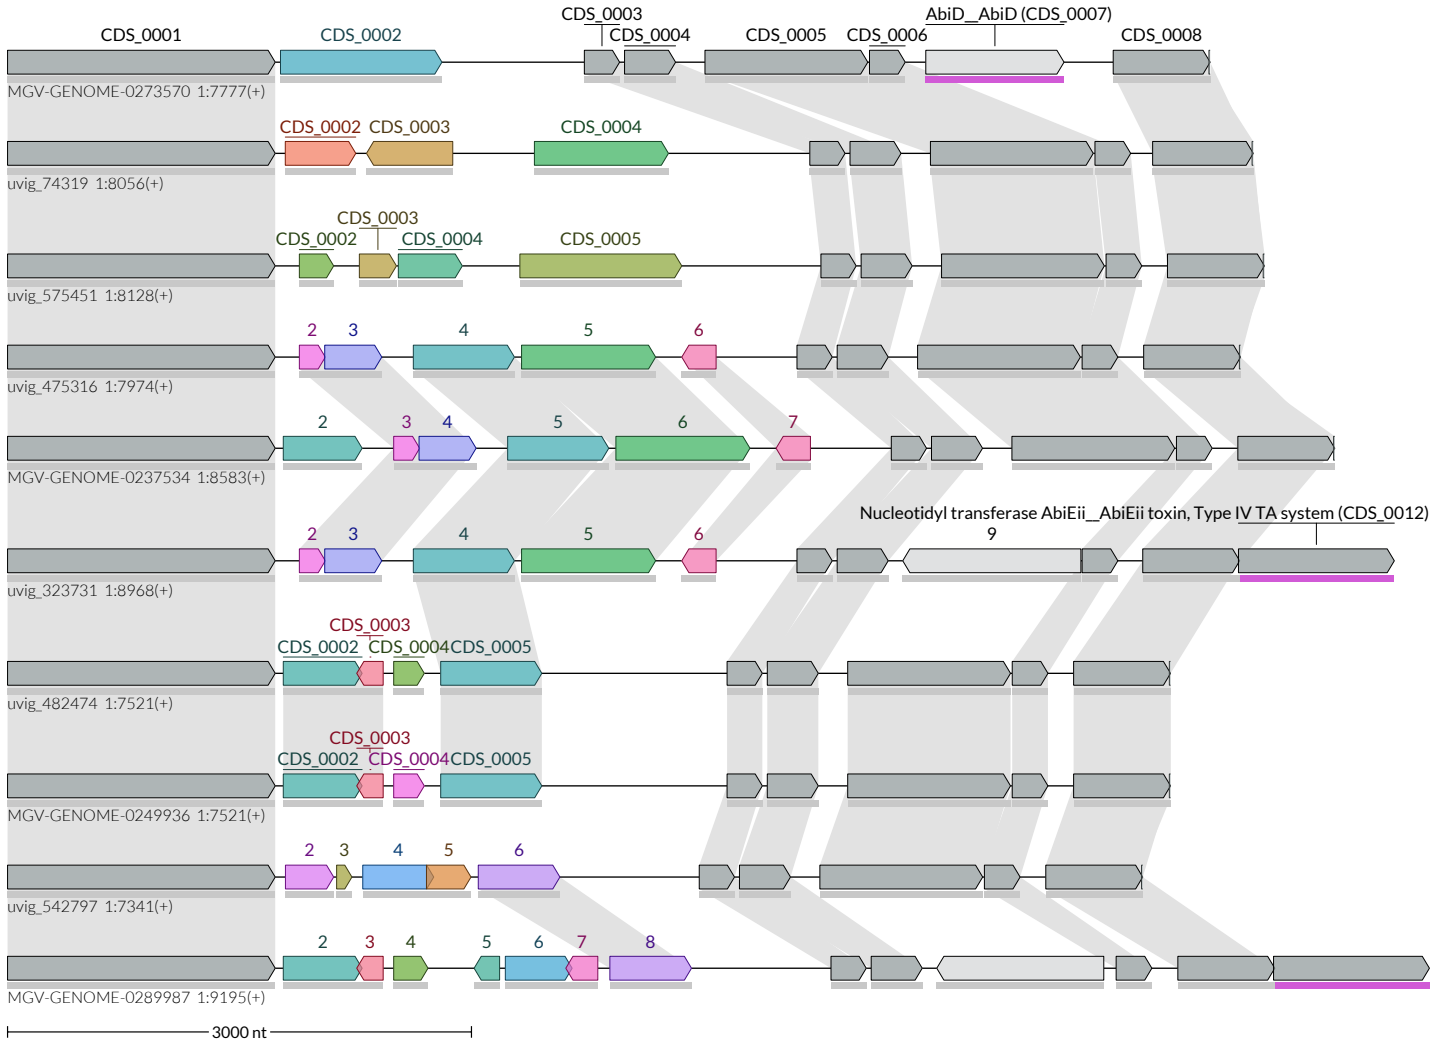 CDS_0003 AbiD__AbiD (CDS_0007)
CDS_0001 CDS_0002 CDS_0004 CDS_0005 CDS_0006 CDS_0008
MGV-GENOME-0273570 1:7777(+)
CDS_0002 CDS_0003 CDS_0004
uvig_74319 1:8056(+)
CDS_0003
CDS_0002 CDS_0004 CDS_0005
uvig_575451 1:8128(+)
2 3 4 5 6
uvig_475316 1:7974(+)
2 3 4 5 6 7
MGV-GENOME-0237534 1:8583(+)
Nucleotidyl transferase AbiEii__AbiEii toxin, Type IV TA system (CDS_0012)
2 3 4 5 6 9
uvig_323731 1:8968(+)
CDS_0003
CDS_0002 CDS_0004 CDS_0005
uvig_482474 1:7521(+)
CDS_0003
CDS_0002 CDS_0004 CDS_0005
MGV-GENOME-0249936 1:7521(+)
2 3 4 5 6
uvig_542797 1:7341(+)
2 3 4 5 6 7 8
MGV-GENOME-0289987 1:9195(+)
3000 nt